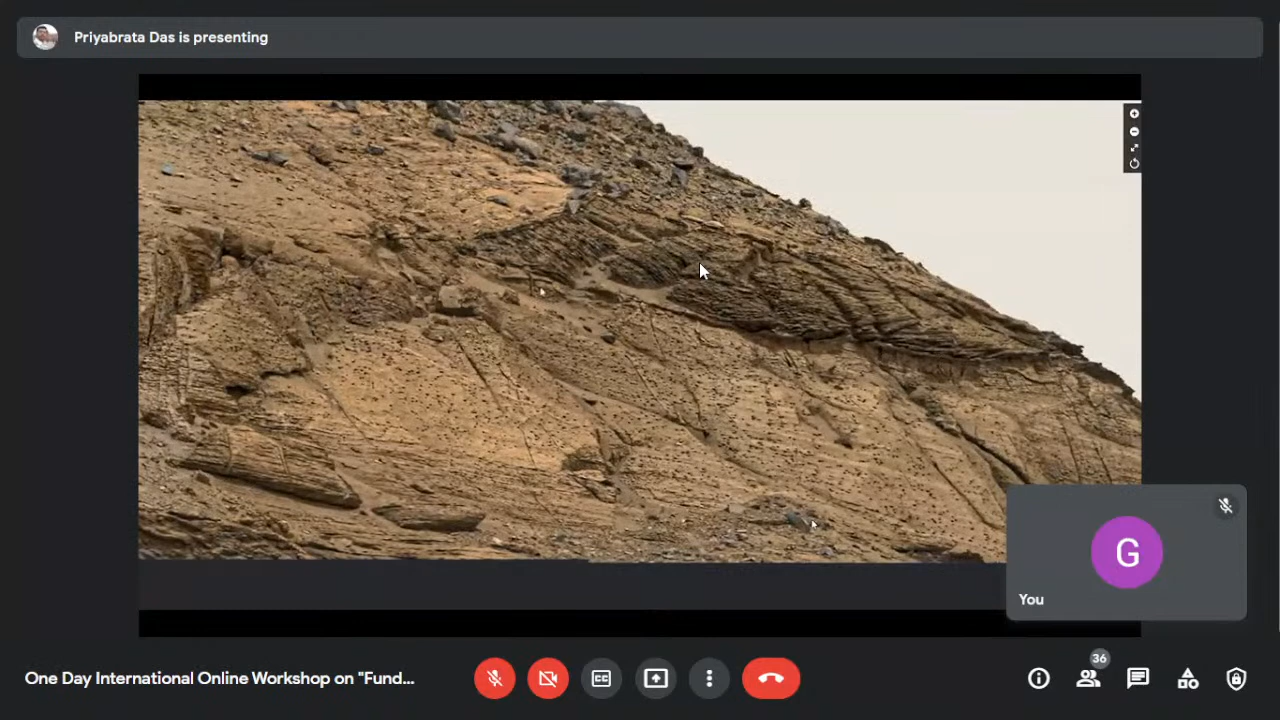 Priyabrata Das is presenting
G
You
One Day International Online Workshop on "Fund...
36